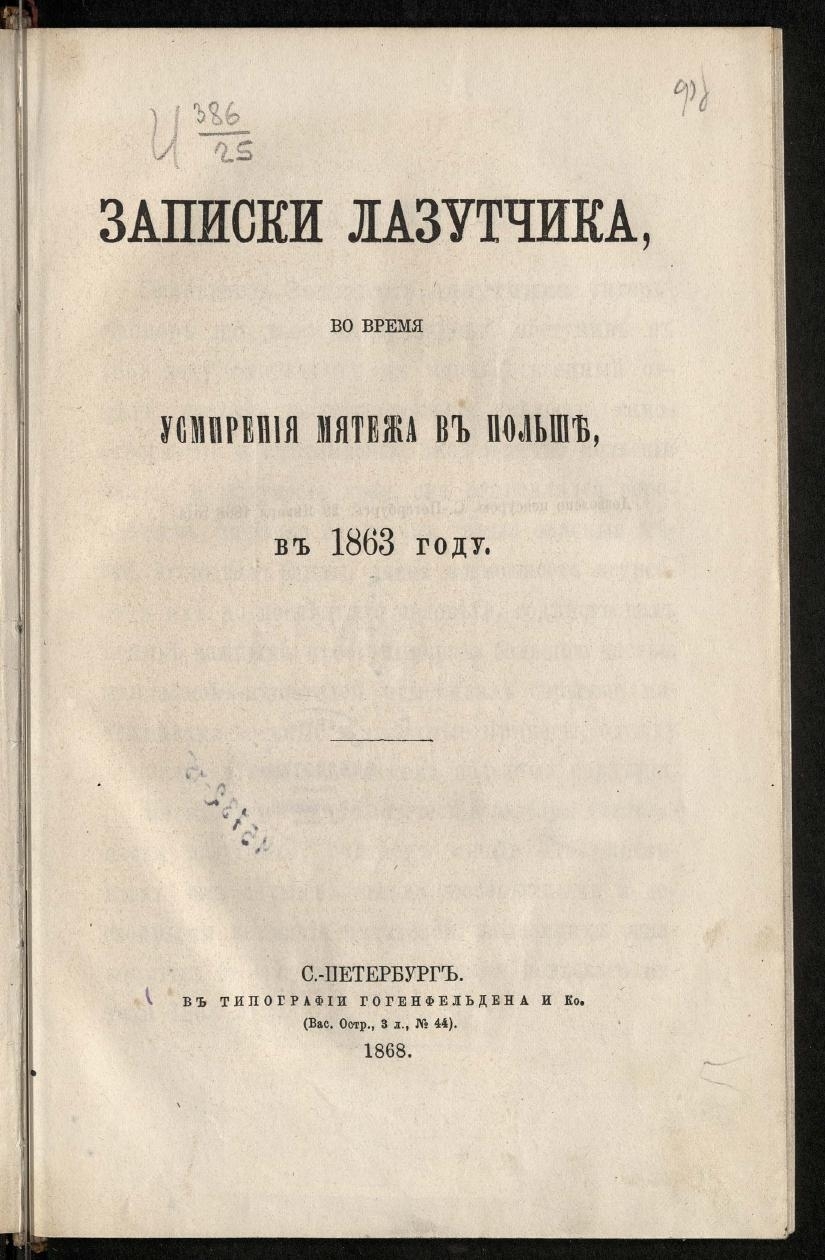 И 386
25
ЗАПИСКИ ЛАЗУТЧИКА,
ВО ВРЕМЯ
УСМИРЕНІЯ МЯТЕЖА ВЪ ПОЛЬШѢ,
ВЪ 1863 ГОДУ.
С.-ПЕТЕРБУРГЪ.
ВЪ ТИПОГРАФІИ ГОГЕНФЕЛЬДЕНА И Ко.
(Вас. Остр., 3 л., № 44).
1868.